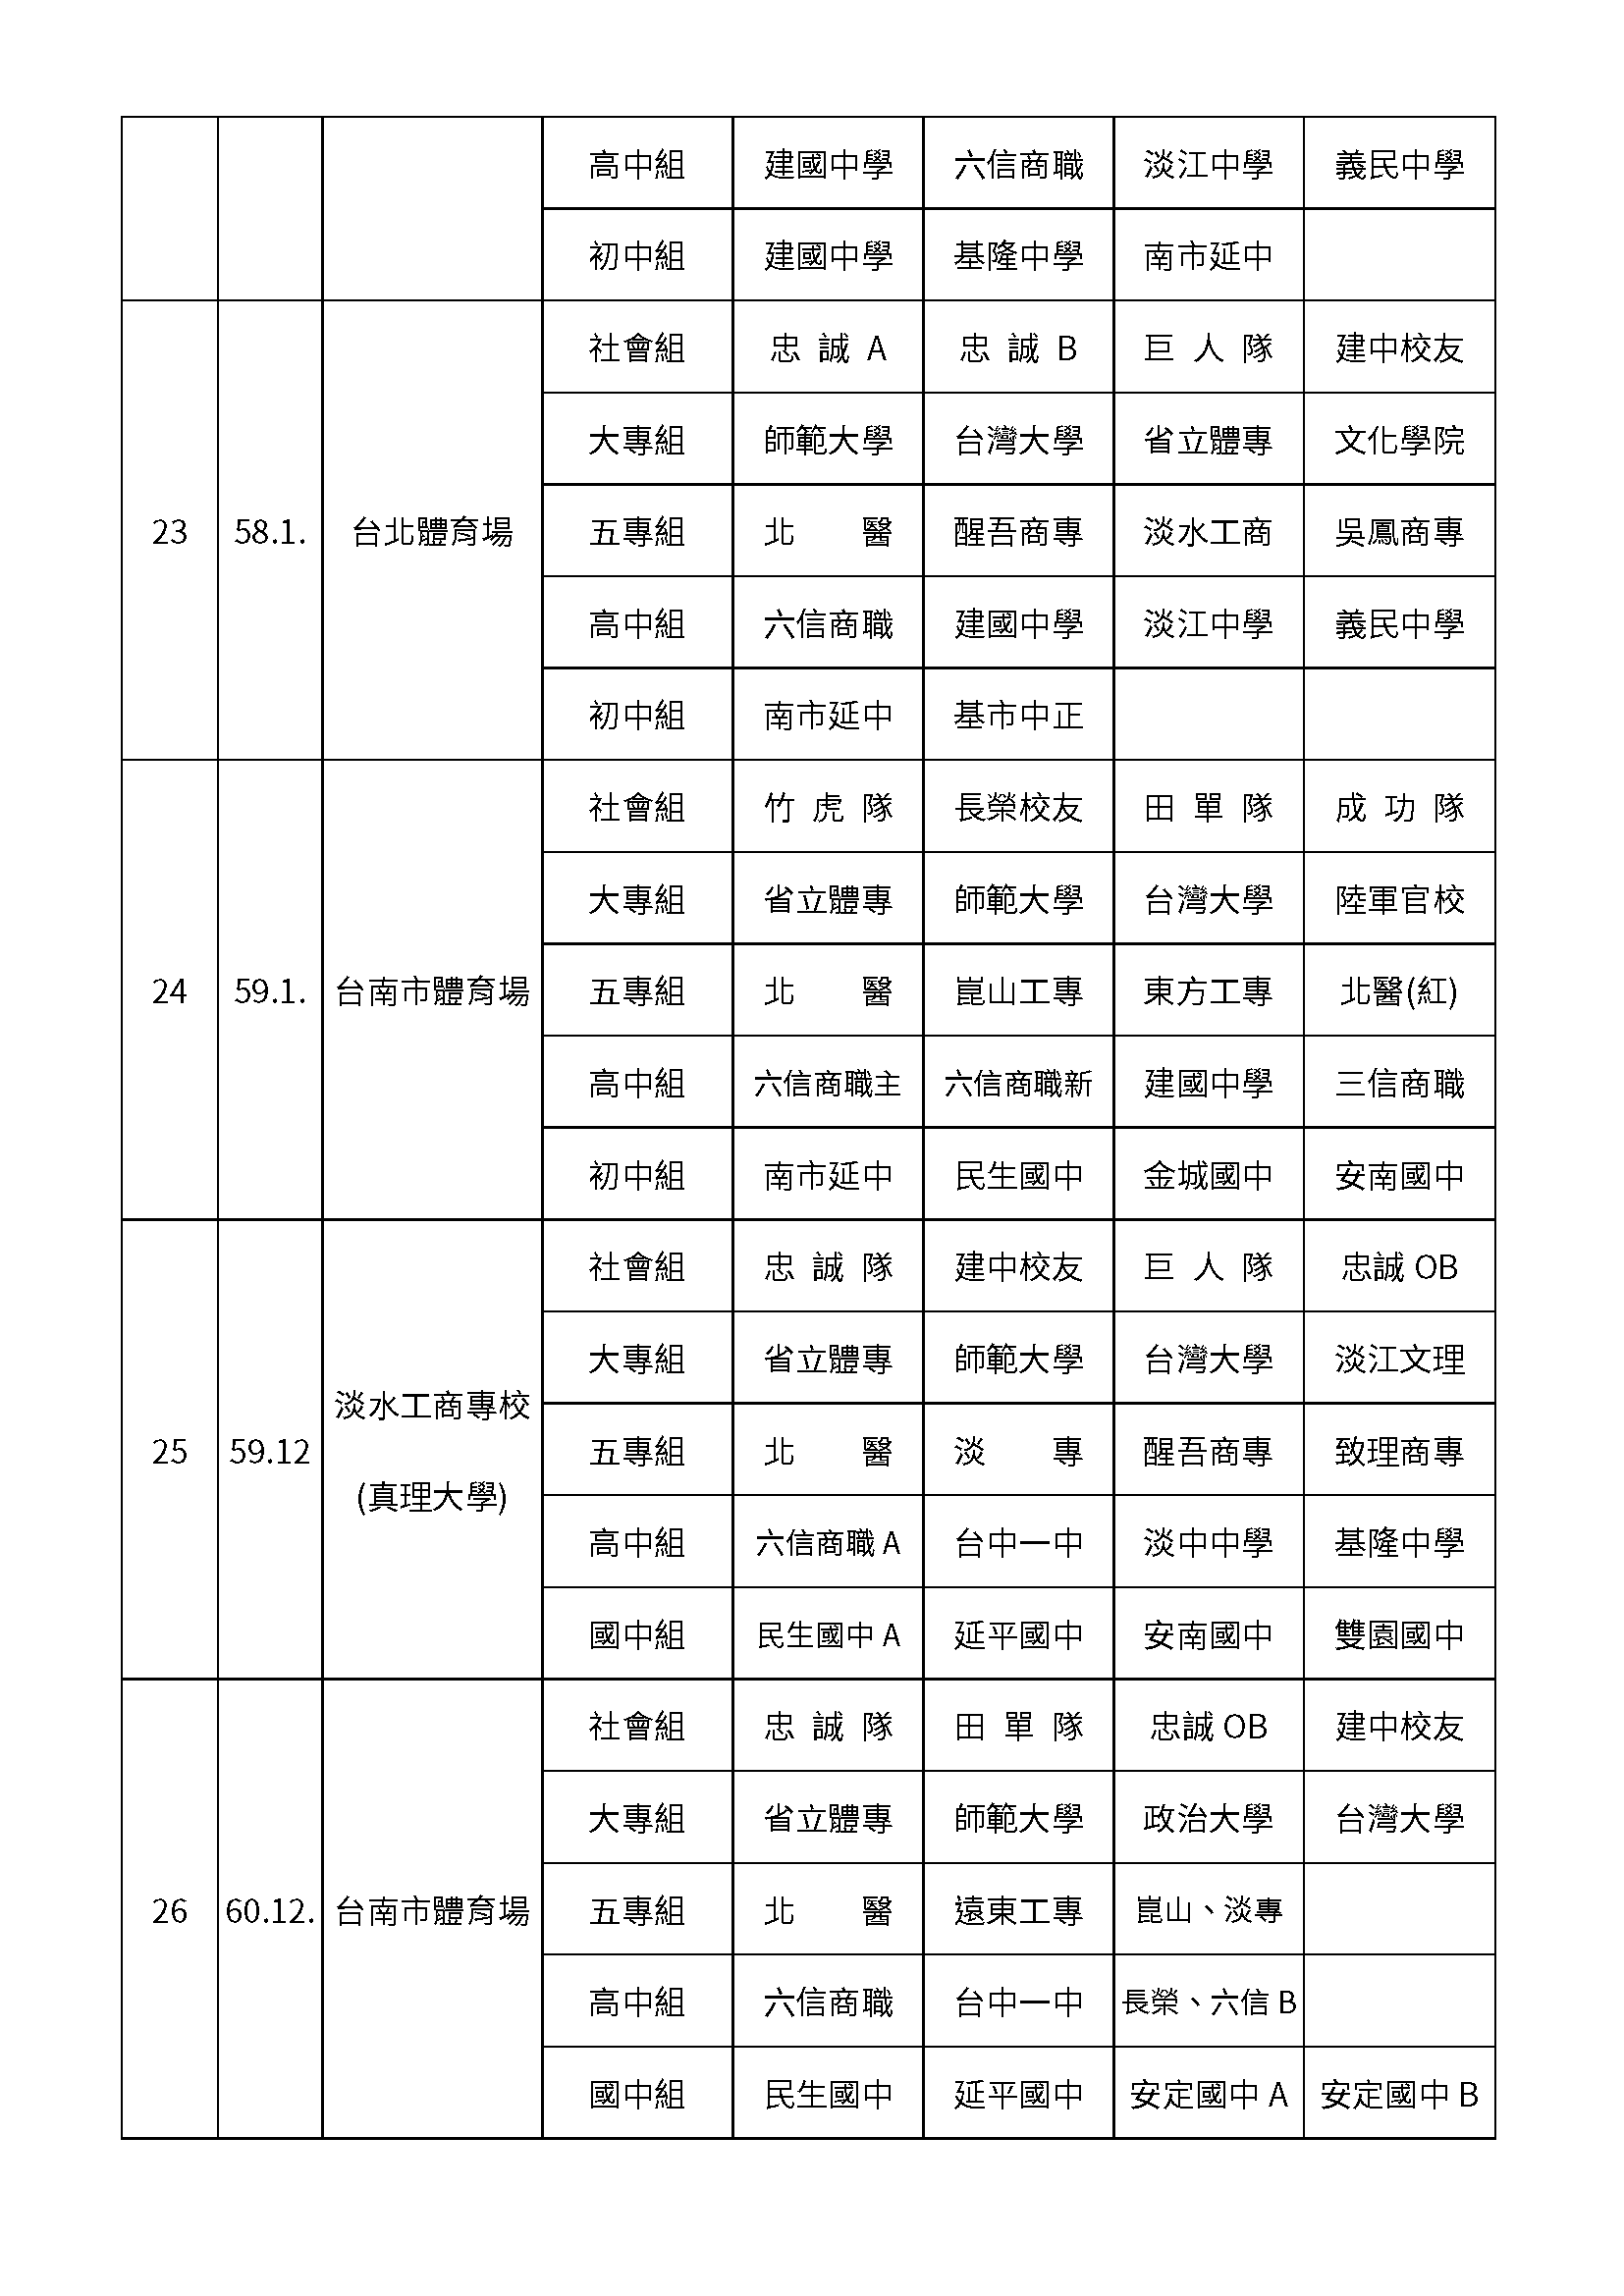 高中組 建國中學 六信商職 淡江中學 義民中學
初中組 建國中學 基隆中學 南市延中
社會組 忠 誠 A 忠 誠 B 巨 人 隊 建中校友
大專組 師範大學 台灣大學 省立體專 文化學院
23 58.1. 台北體育場 五專組 北 醫 醒吾商專 淡水工商 吳鳳商專
高中組 六信商職 建國中學 淡江中學 義民中學
初中組 南市延中 基市中正
社會組 竹 虎 隊 長榮校友 田 單 隊 成 功 隊
大專組 省立體專 師範大學 台灣大學 陸軍官校
24 59.1. 台南市體育場 五專組 北 醫 崑山工專 東方工專 北醫(紅)
高中組 六信商職主 六信商職新 建國中學 三信商職
初中組 南市延中 民生國中 金城國中 安南國中
社會組 忠 誠 隊 建中校友 巨 人 隊 忠誠 OB
大專組 省立體專 師範大學 台灣大學 淡江文理
淡水工商專校
25 59.12 五專組 北 醫 淡 專 醒吾商專 致理商專
(真理大學)
高中組 六信商職 A 台中一中 淡中中學 基隆中學
國中組 民生國中 A 延平國中 安南國中 雙園國中
社會組 忠 誠 隊 田 單 隊 忠誠 OB 建中校友
大專組 省立體專 師範大學 政治大學 台灣大學
26 60.12. 台南市體育場 五專組 北 醫 遠東工專 崑山、淡專
高中組 六信商職 台中一中 長榮、六信 B
國中組 民生國中 延平國中 安定國中 A 安定國中 B